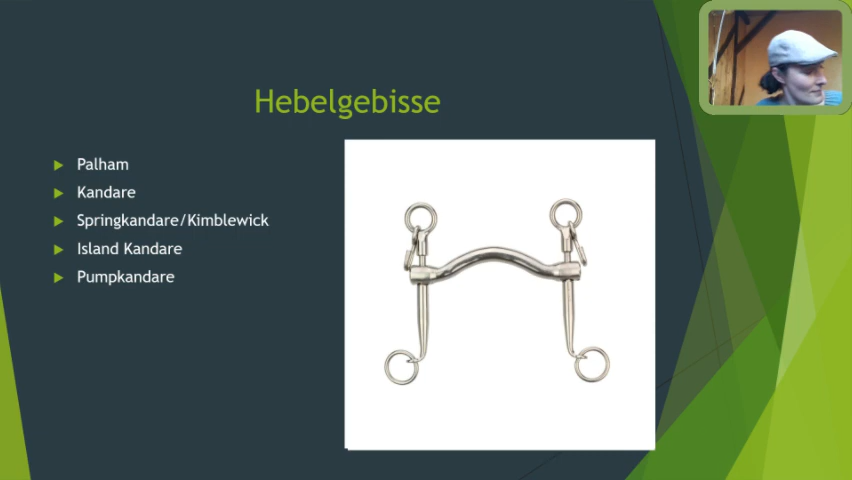 Hebelgebisse
Palham
Kandare
Springkandare/Kimblewick
Island Kandare
Pumpkandare